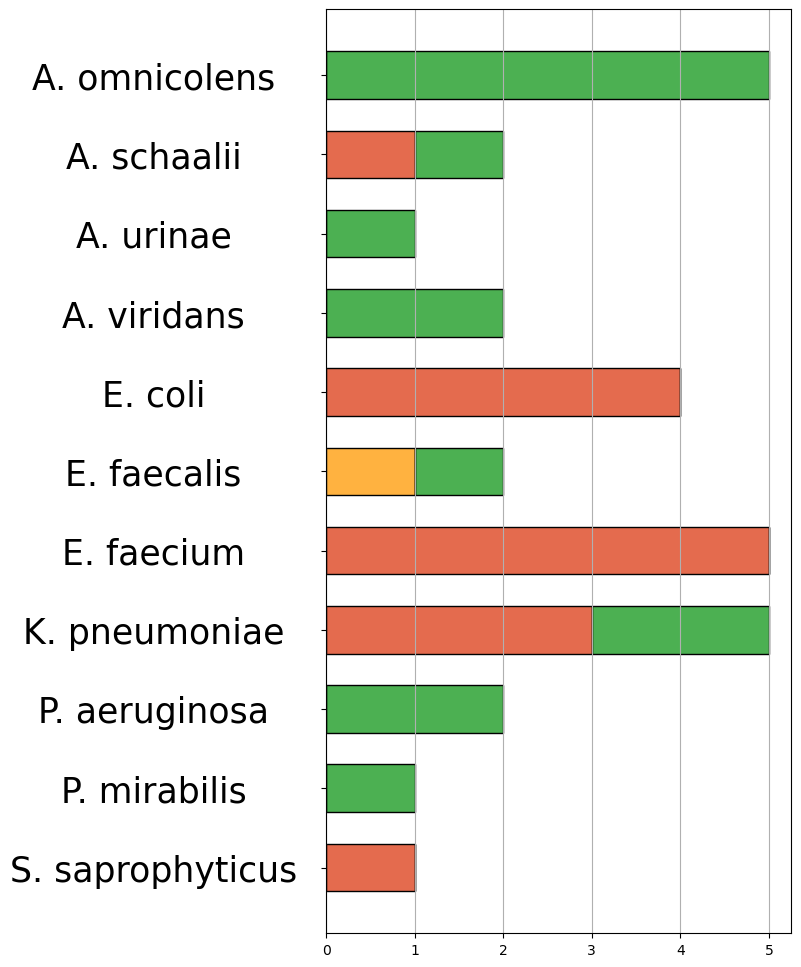 A. omnicolens
A. schaalii
A. urinae
A. viridans
E. coli
E. faecalis
E. faecium
K. pneumoniae
P. aeruginosa
P. mirabilis
S. saprophyticus
0 1 2 3 4 5